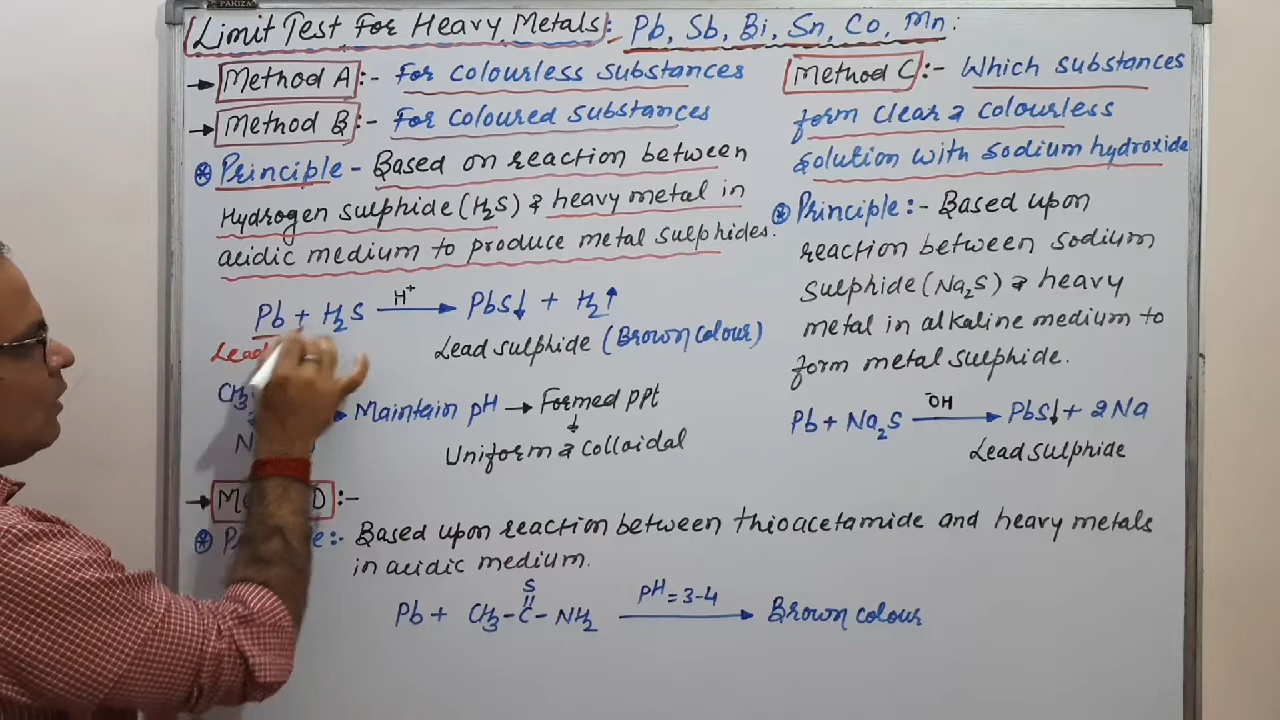 PAKIZA
Limit Test For Heavy Metals: Pb, Sb, Bi, Sn, Co, Mn:
→ Method A :- For colourless substances
→ Method B :- For coloured substances
⊛ Principle - Based on reaction between
Hydrogen sulphide (H₂S) & heavy metal in
acidic medium to produce metal sulphides.
Pb + H₂S —H⁺→ PbS↓ + H₂↑
Lead
Lead sulphide (Brown colour)
CH₃
Maintain pH → Formed ppt
↓
Uniform & colloidal
N
Method C :- Which substances
form clear & colourless
solution with sodium hydroxide
⊛ Principle :- Based upon
reaction between sodium
sulphide (Na₂S) & heavy
metal in alkaline medium to
form metal sulphide.
Pb + Na₂S —OH→ PbS↓ + 2Na
Lead sulphide
→ D :-
⊛ Based upon reaction between thioacetamide and heavy metals
in acidic medium.
S
Pb + CH₃-C-NH₂ —pH=3-4→ Brown colour